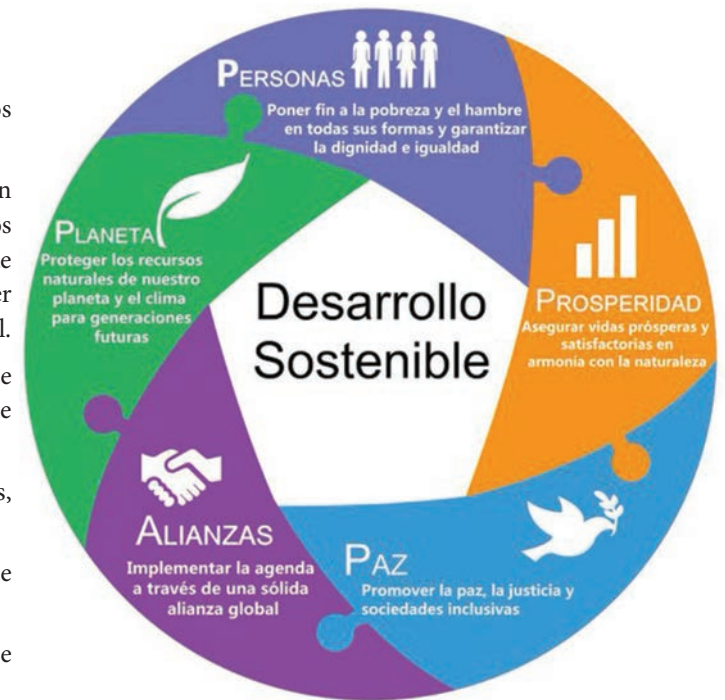 os
n
os
e
er
l.
e
e
s,
e
e
PERSONAS
Poner fin a la pobreza y el hambre
en todas sus formas y garantizar
la dignidad e igualdad
PROSPERIDAD
Asegurar vidas prósperas y
satisfactorias en
armonía con la naturaleza
PAZ
Promover la paz, la justicia y
sociedades inclusivas
ALIANZAS
Implementar la agenda
a través de una sólida
alianza global
PLANETA
Proteger los recursos
naturales de nuestro
planeta y el clima
para generaciones
futuras
Desarrollo
Sostenible